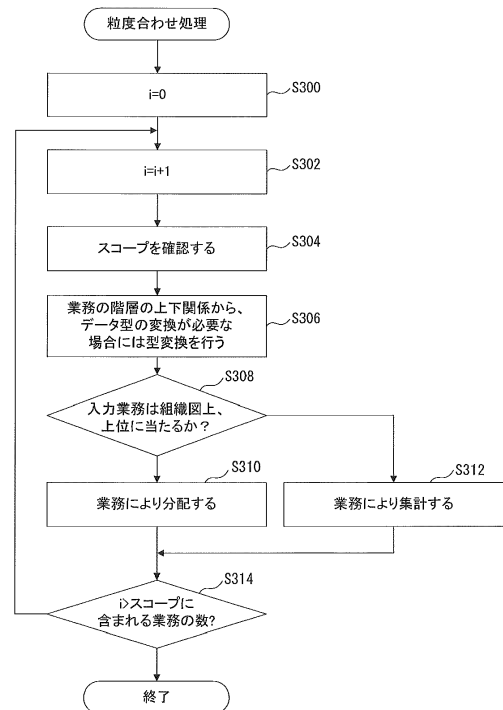 粒度合わせ処理
i=0
S300
i=i+1
S302
スコープを確認する
S304
業務の階層の上下関係から、
データ型の変換が必要な
場合には型変換を行う
S306
S308
入力業務は組織図上、
上位に当たるか？
S310
業務により分配する
S312
業務により集計する
S314
i>スコープに
含まれる業務の数?
終了